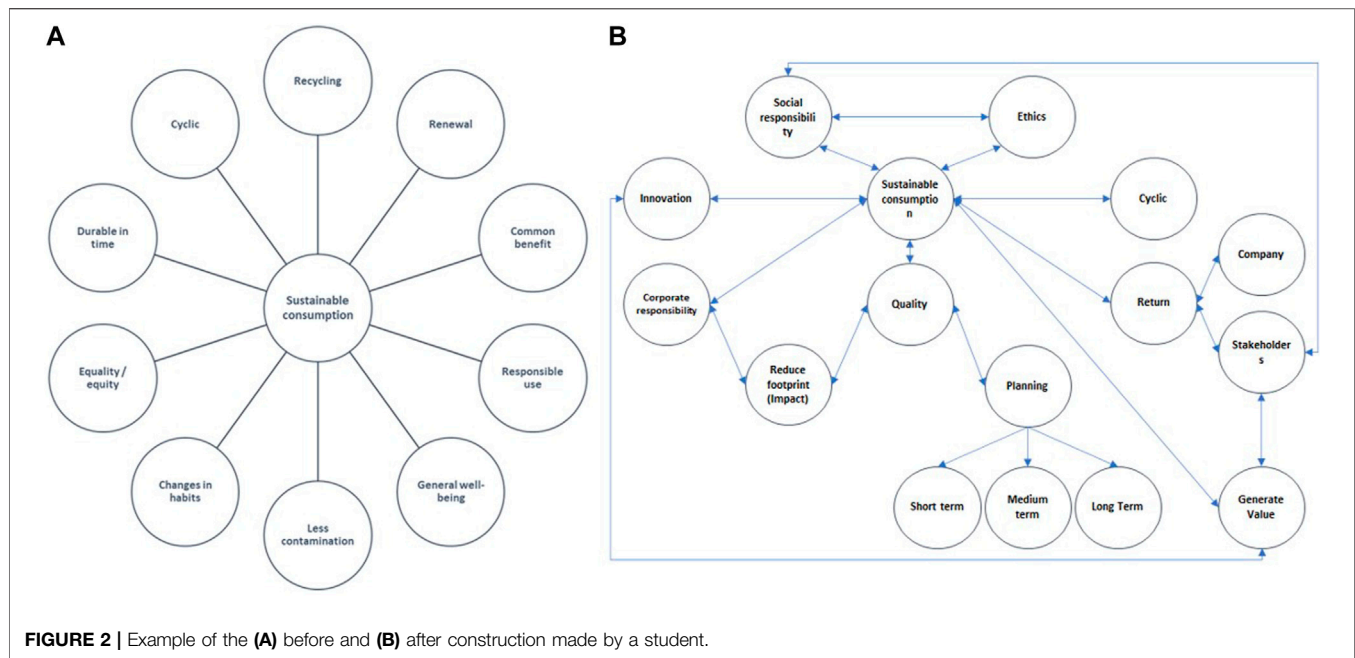 A
Recycling
Cyclic
Renewal
Durable in
time
Common
benefit
Sustainable
consumption
Equality /
equity
Responsible
use
Changes in
habits
General well-
being
Less
contamination
B
Social
responsibili
ty
Ethics
Innovation
Sustainable
consumptio
n
Cyclic
Company
Corporate
responsibility
Quality
Return
Stakeholder
s
Reduce
footprint
(Impact)
Planning
Short term
Medium
term
Long Term
Generate
Value
FIGURE 2 | Example of the (A) before and (B) after construction made by a student.